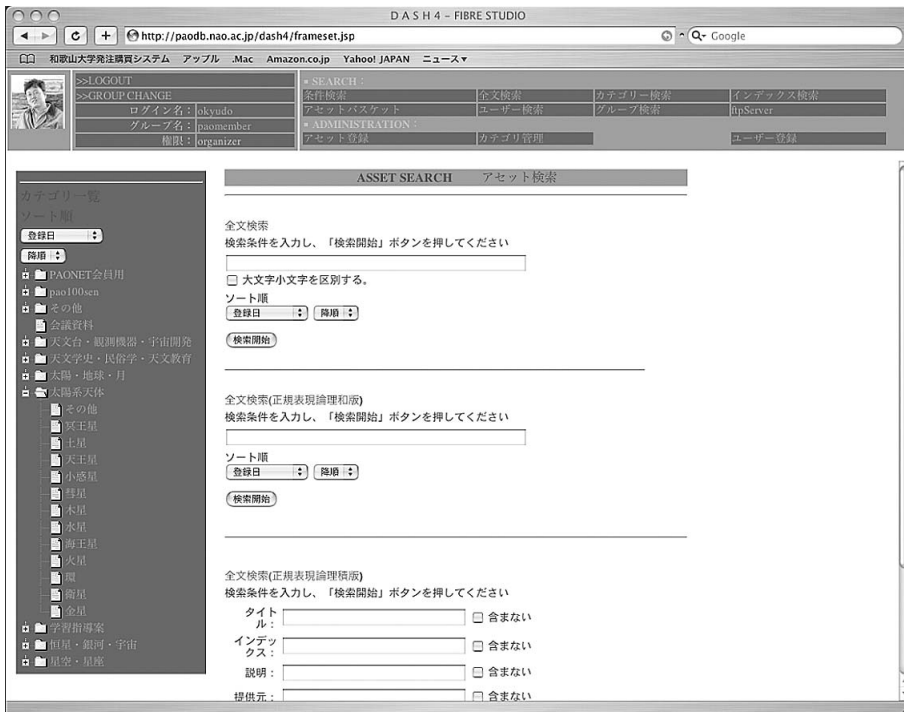 DASH4 – FIBRE STUDIO
http://paodb.nao.ac.jp/dash4/frameset.jsp
Google
和歌山大学発注購買システム アップル .Mac Amazon.co.jp Yahoo! JAPAN ニュース▼
>>LOGOUT
>>GROUP CHANGE
ログイン名： okyudo
グループ名： paomember
権限： organizer
■ SEARCH：
条件検索 全文検索 カテゴリー検索 インデックス検索
アセットバスケット ユーザー検索 グループ検索 ftpServer
■ ADMINISTRATION：
アセット登録 カテゴリ管理 ユーザー登録
カテゴリ一覧
ソート順
登録日
降順
PAONET会員用
pao100sen
その他
会議資料
天文台・観測機器・宇宙開発
天文学史・民俗学・天文教育
太陽・地球・月
太陽系天体
その他
冥王星
土星
天王星
小惑星
彗星
木星
水星
海王星
火星
環
衛星
金星
学習指導案
恒星・銀河・宇宙
星空・星座
ASSET SEARCH アセット検索
全文検索
検索条件を入力し、「検索開始」ボタンを押してください
大文字小文字を区別する。
ソート順
登録日 降順
検索開始
全文検索(正規表現論理和版)
検索条件を入力し、「検索開始」ボタンを押してください
ソート順
登録日 降順
検索開始
全文検索(正規表現論理積版)
検索条件を入力し、「検索開始」ボタンを押してください
タイト
ル： 含まない
インデッ
クス： 含まない
説明： 含まない
提供元： 含まない